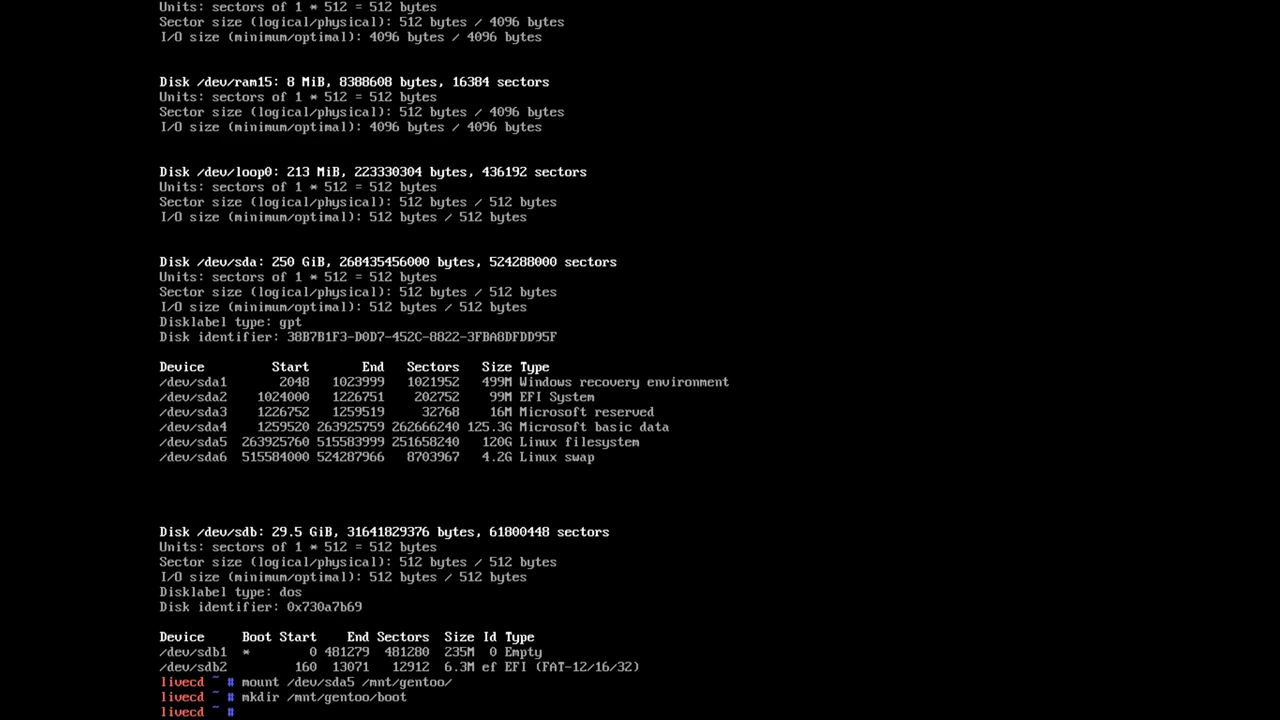 Units: sectors of 1 * 512 = 512 bytes
Sector size (logical/physical): 512 bytes / 4096 bytes
I/O size (minimum/optimal): 4096 bytes / 4096 bytes
Disk /dev/ram15: 8 MiB, 8388608 bytes, 16384 sectors
Units: sectors of 1 * 512 = 512 bytes
Sector size (logical/physical): 512 bytes / 4096 bytes
I/O size (minimum/optimal): 4096 bytes / 4096 bytes
Disk /dev/loop0: 213 MiB, 223330304 bytes, 436192 sectors
Units: sectors of 1 * 512 = 512 bytes
Sector size (logical/physical): 512 bytes / 512 bytes
I/O size (minimum/optimal): 512 bytes / 512 bytes
Disk /dev/sda: 250 GiB, 268435456000 bytes, 524288000 sectors
Units: sectors of 1 * 512 = 512 bytes
Sector size (logical/physical): 512 bytes / 512 bytes
I/O size (minimum/optimal): 512 bytes / 512 bytes
Disklabel type: gpt
Disk identifier: 38B7B1F3-D0D7-452C-8822-3FBA8DFDD95F
Device Start End Sectors Size Type
/dev/sda1 2048 1023999 1021952 499M Windows recovery environment
/dev/sda2 1024000 1226751 202752 99M EFI System
/dev/sda3 1226752 1259519 32768 16M Microsoft reserved
/dev/sda4 1259520 263925759 262666240 125.3G Microsoft basic data
/dev/sda5 263925760 515583999 251658240 120G Linux filesystem
/dev/sda6 515584000 524287966 8703967 4.2G Linux swap
Disk /dev/sdb: 29.5 GiB, 31641829376 bytes, 61800448 sectors
Units: sectors of 1 * 512 = 512 bytes
Sector size (logical/physical): 512 bytes / 512 bytes
I/O size (minimum/optimal): 512 bytes / 512 bytes
Disklabel type: dos
Disk identifier: 0x730a7b69
Device Boot Start End Sectors Size Id Type
/dev/sdb1 * 0 481279 481280 235M 0 Empty
/dev/sdb2 160 13071 12912 6.3M ef EFI (FAT-12/16/32)
livecd ~ # mount /dev/sda5 /mnt/gentoo/
livecd ~ # mkdir /mnt/gentoo/boot
livecd ~ #